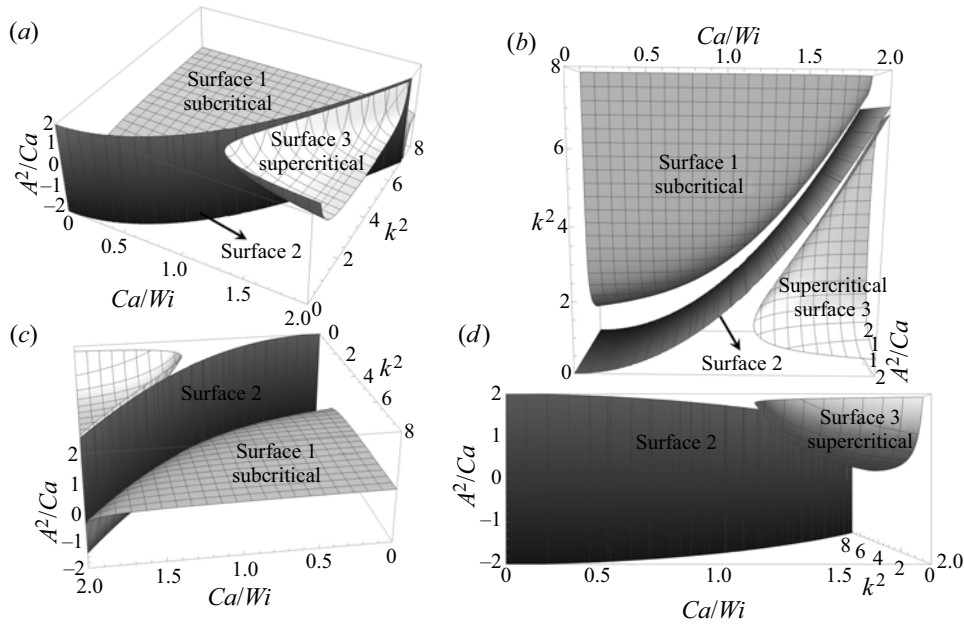 (a)
Surface 1
subcritical
Surface 3
supercritical
Surface 2
A²/Ca
2
1
0
−1
−2
0
0.5
1.0
1.5
2.0
Ca/Wi
0
2
4
6
8
k²
(b)
Ca/Wi
0
0.5
1.0
1.5
2.0
8
6
k² 4
2
0
Surface 1
subcritical
Supercritical
surface 3
Surface 2
2
1
2
A²/Ca
(c)
Surface 2
Surface 1
subcritical
0
2
4
6
8
k²
A²/Ca
2
1
0
−1
−2
2.0
1.5
1.0
0.5
0
Ca/Wi
(d)
Surface 2
Surface 3
supercritical
A²/Ca
2
1
0
−1
−2
0
0.5
1.0
1.5
2.0
Ca/Wi
8
6
4
2
0
k²